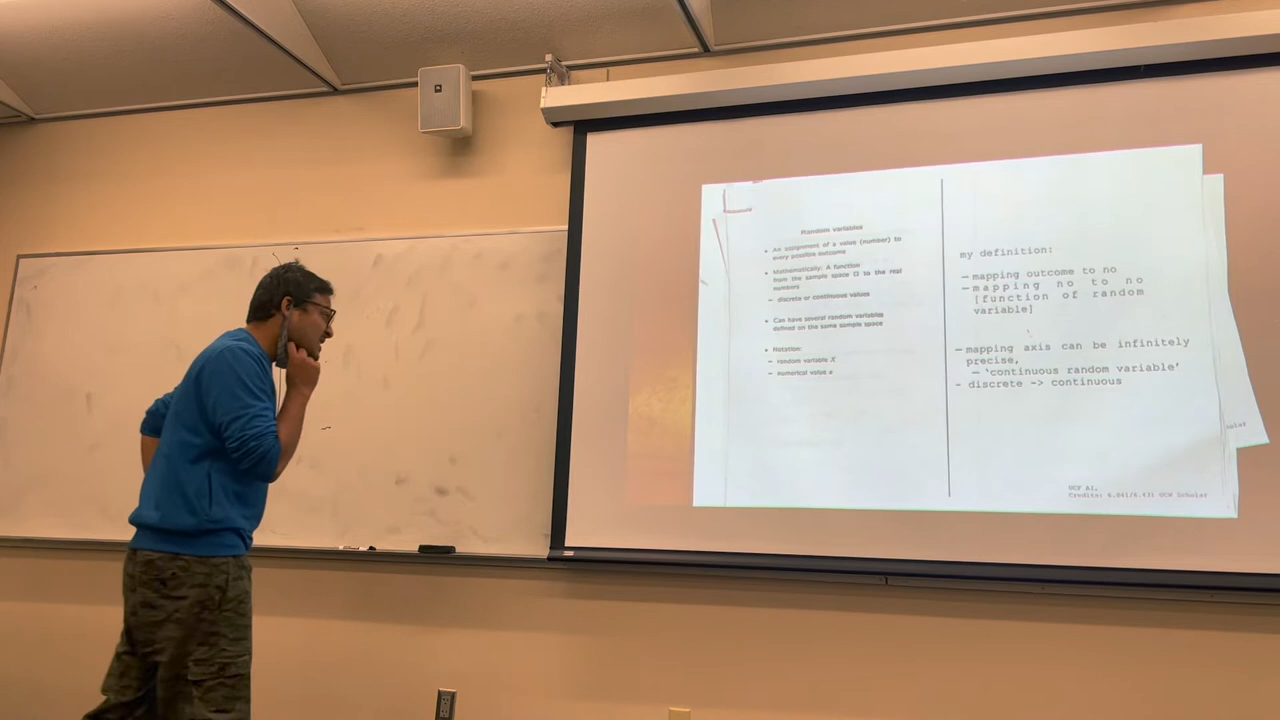 Random variables
• An assignment of a value (number) to
every possible outcome
• Mathematically: A function
from the sample space Ω to the real
numbers
– discrete or continuous values
• Can have several random variables
defined on the same sample space
• Notation:
– random variable X
– numerical value x
my definition:
—mapping outcome to no
—mapping no to no
[function of random
variable]
—mapping axis can be infinitely
precise,
—‘continuous random variable’
- discrete -> continuous
UCF AI,
Credits: 6.041/6.431 OCW Scholar
olar